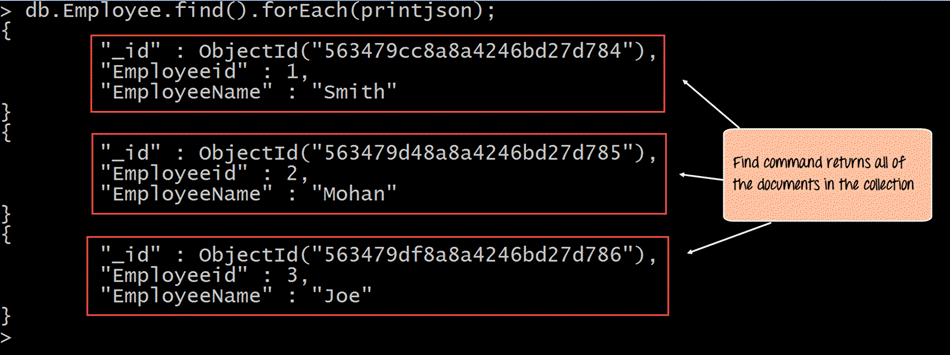 > db.Employee.find().forEach(printjson);
{
"_id" : ObjectId("563479cc8a8a4246bd27d784"),
"Employeeid" : 1,
"EmployeeName" : "Smith"
}
{
"_id" : ObjectId("563479d48a8a4246bd27d785"),
"Employeeid" : 2,
"EmployeeName" : "Mohan"
}
{
"_id" : ObjectId("563479df8a8a4246bd27d786"),
"Employeeid" : 3,
"EmployeeName" : "Joe"
}
>
Find command returns all of
the documents in the collection